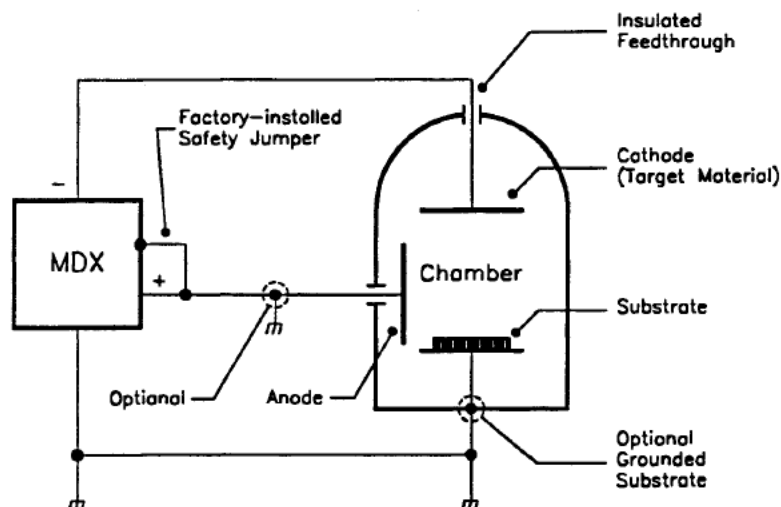 Insulated
Feedthrough
Factory-installed
Safety Jumper
Cathode
(Target Material)
-
MDX
+
Chamber
Substrate
Optional
Anode
Optional
Grounded
Substrate